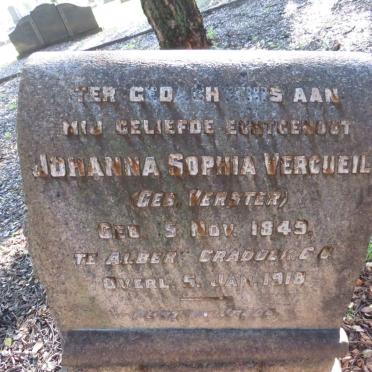 TER GEDACHTENIS AAN
MIJ GELIEFDE ECHTGENOOT
JOHANNA SOPHIA VERCUEIL
(GEB. VERSTER)
GEB. 5 NOV. 1849.
TE ALBERT CRADOCK C.C.
OVERL. 5. JAN. 1918